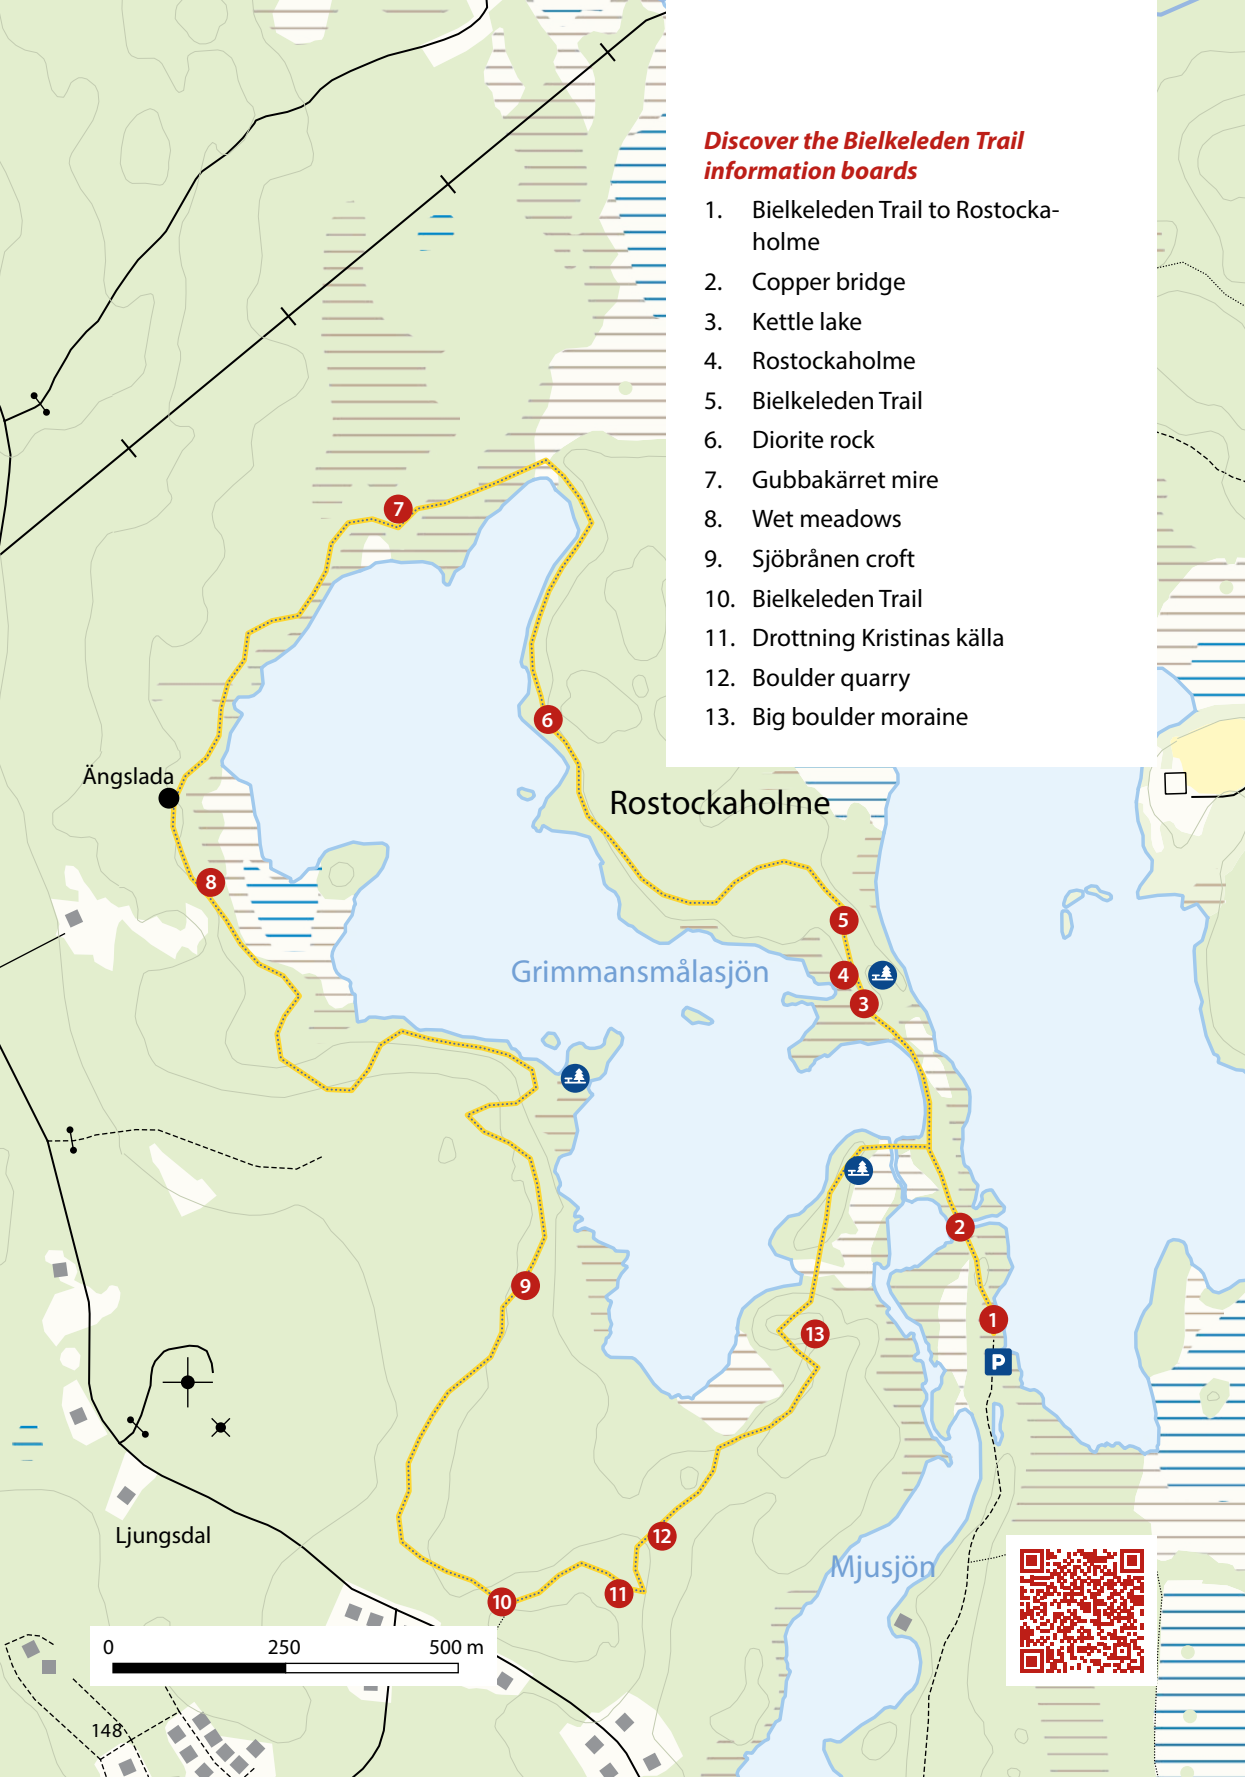 Discover the Bielkeleden Trail
information boards
1. Bielkeleden Trail to Rostocka-
holme
2. Copper bridge
3. Kettle lake
4. Rostockaholme
5. Bielkeleden Trail
6. Diorite rock
7. Gubbakärret mire
8. Wet meadows
9. Sjöbrånen croft
10. Bielkeleden Trail
11. Drottning Kristinas källa
12. Boulder quarry
13. Big boulder moraine
7
6
Ängslada
Rostockaholme
8
5
Grimmansmålasjön
4
3
2
9
1
13
P
12
Ljungsdal
Mjusjön
11
10
0 250 500 m
148